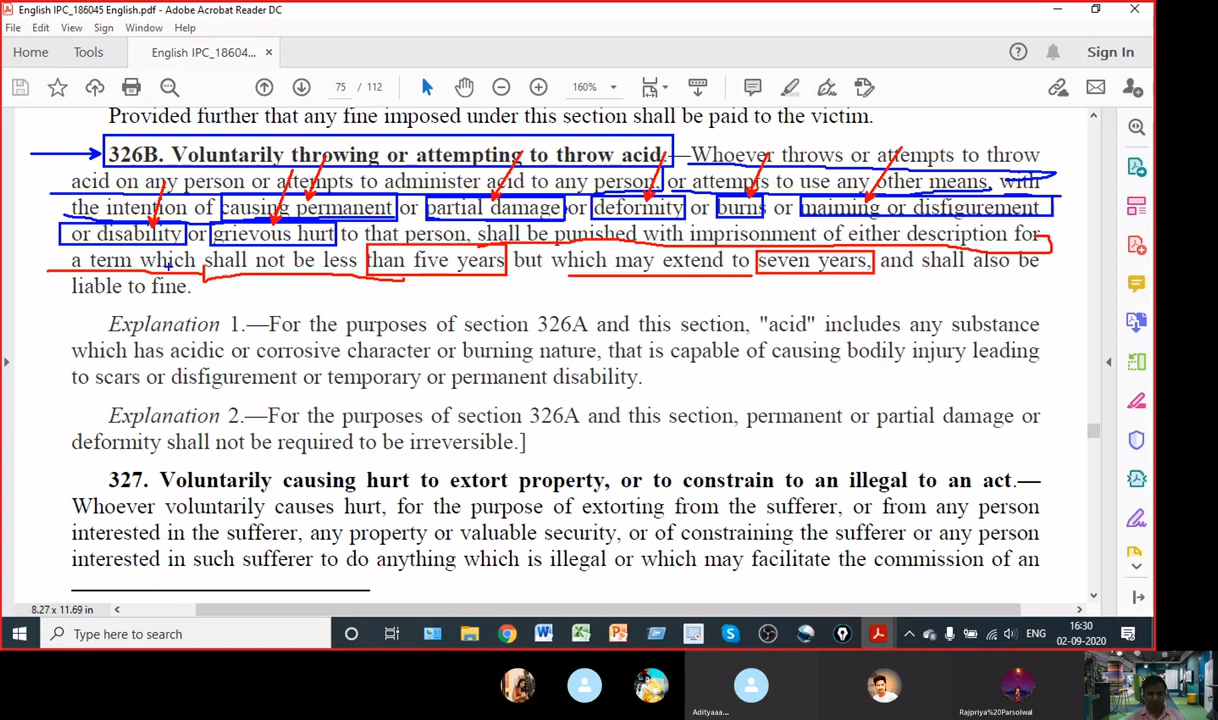 English IPC_186045 English.pdf - Adobe Acrobat Reader DC
File Edit View Sign Window Help
Home Tools English IPC_18604... × Sign In
75 / 112 160%
Provided further that any fine imposed under this section shall be paid to the victim.
326B. Voluntarily throwing or attempting to throw acid.—Whoever throws or attempts to throw
acid on any person or attempts to administer acid to any person, or attempts to use any other means, with
the intention of causing permanent or partial damage or deformity or burns or maiming or disfigurement
or disability or grievous hurt to that person, shall be punished with imprisonment of either description for
a term which shall not be less than five years but which may extend to seven years, and shall also be
liable to fine.
Explanation 1.—For the purposes of section 326A and this section, "acid" includes any substance
which has acidic or corrosive character or burning nature, that is capable of causing bodily injury leading
to scars or disfigurement or temporary or permanent disability.
Explanation 2.—For the purposes of section 326A and this section, permanent or partial damage or
deformity shall not be required to be irreversible.]
327. Voluntarily causing hurt to extort property, or to constrain to an illegal to an act.—
Whoever voluntarily causes hurt, for the purpose of extorting from the sufferer, or from any person
interested in the sufferer, any property or valuable security, or of constraining the sufferer or any person
interested in such sufferer to do anything which is illegal or which may facilitate the commission of an
8.27 x 11.69 in
Type here to search ENG 16:30
02-09-2020
Adityaaa... Rajpriya%20Parsolwal